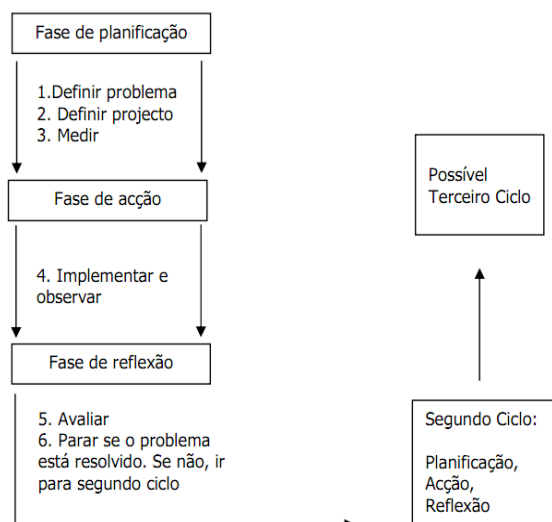 Fase de planificação
1.Definir problema
2. Definir projecto
3. Medir
Fase de acção
4. Implementar e
observar
Fase de reflexão
5. Avaliar
6. Parar se o problema
está resolvido. Se não, ir
para segundo ciclo
Possível
Terceiro Ciclo
Segundo Ciclo:
Planificação,
Acção,
Reflexão